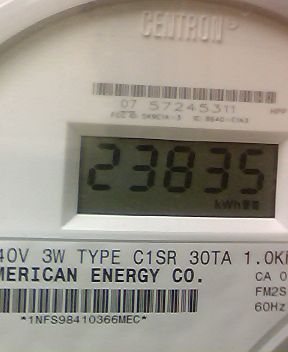 CENTRON®
07 57245311
23835
kWh
40V 3W TYPE C1SR 30TA 1.0K
MERICAN ENERGY CO.
CA 0
FM2S
60Hz
*1NFS98410366MEC*